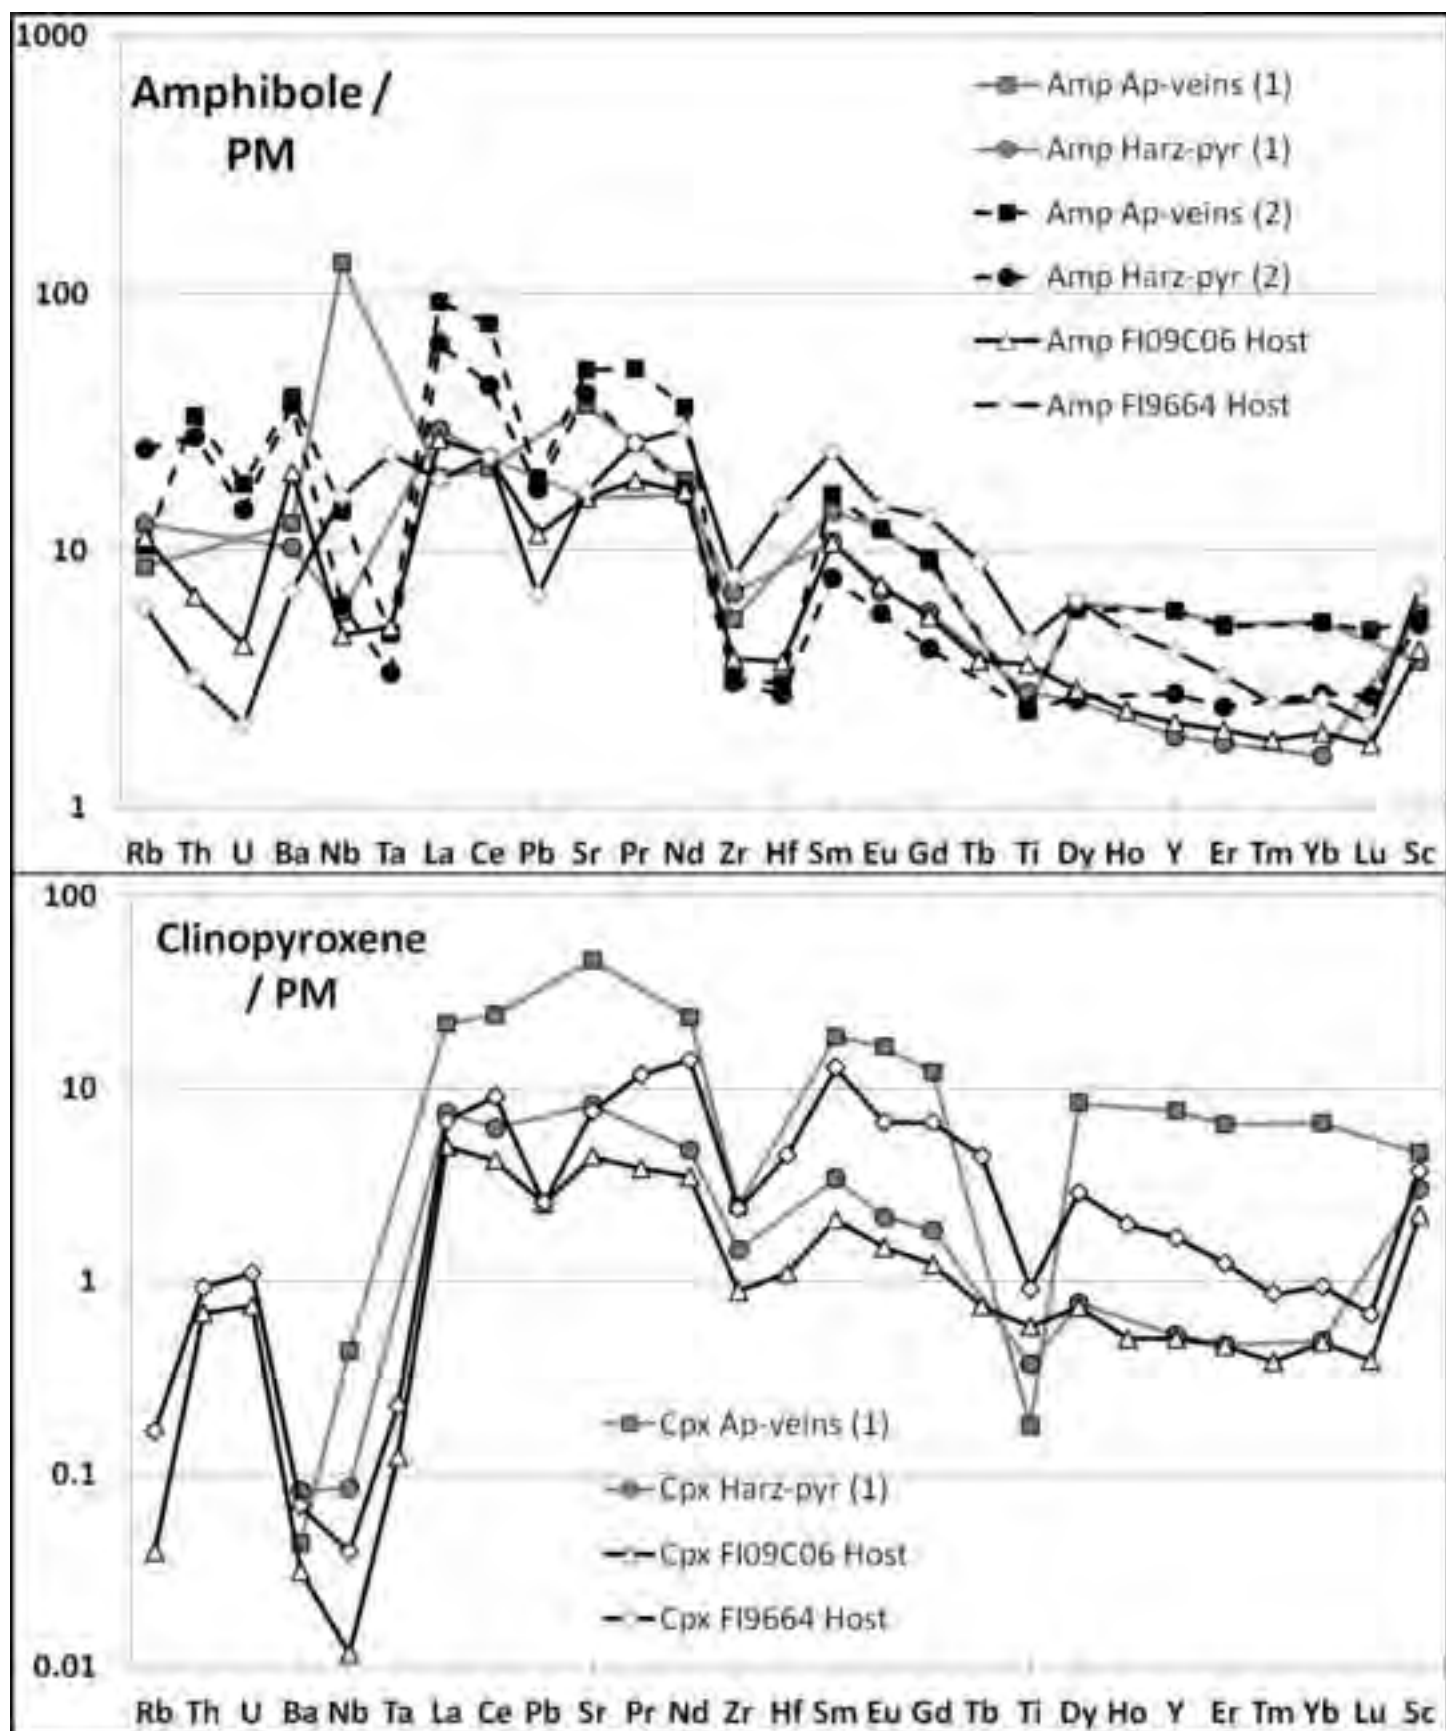 1000
Amphibole /
PM
Amp Ap-veins (1)
Amp Harz-pyr (1)
Amp Ap-veins (2)
Amp Harz-pyr (2)
Amp FI09C06 Host
Amp FI9664 Host
100
10
1
Rb Th U Ba Nb Ta La Ce Pb Sr Pr Nd Zr Hf Sm Eu Gd Tb Ti Dy Ho Y Er Tm Yb Lu Sc
100
Clinopyroxene
/ PM
10
1
0.1
Cpx Ap-veins (1)
Cpx Harz-pyr (1)
Cpx FI09C06 Host
Cpx FI9664 Host
0.01
Rb Th U Ba Nb Ta La Ce Pb Sr Pr Nd Zr Hf Sm Eu Gd Tb Ti Dy Ho Y Er Tm Yb Lu Sc